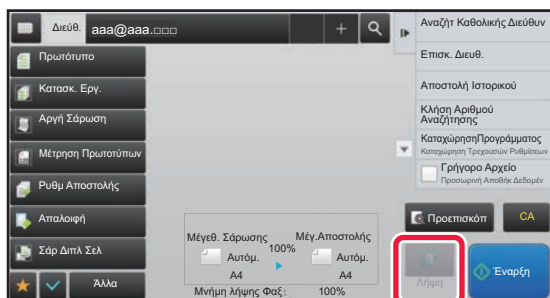 Διεύθ.
aaa@aaa.□□□
+
Πρωτότυπο
Κατασκ. Εργ.
Αργή Σάρωση
Μέτρηση Πρωτοτύπων
Ρυθμ Αποστολής
Απαλοιφή
Σάρ Διπλ Σελ
Άλλα
Μέγεθ. Σάρωσης
100%
Μέγ.Αποστολής
Αυτόμ.
A4
Αυτόμ.
A4
Μνήμη λήψης Φαξ:
100%
Αναζήτ Καθολικής Διεύθυν
Επισκ. Διευθ.
Αποστολή Ιστορικού
Κλήση Αριθμού
Αναζήτησης
ΚαταχώρησηΠρογράμματος
Καταχώρηση Τρεχουσών Ρυθμίσεων
Γρήγορο Αρχείο
Προσωρινή Αποθήκ Δεδομέν
Προεπισκόπ
CA
Λήψη
Έναρξη